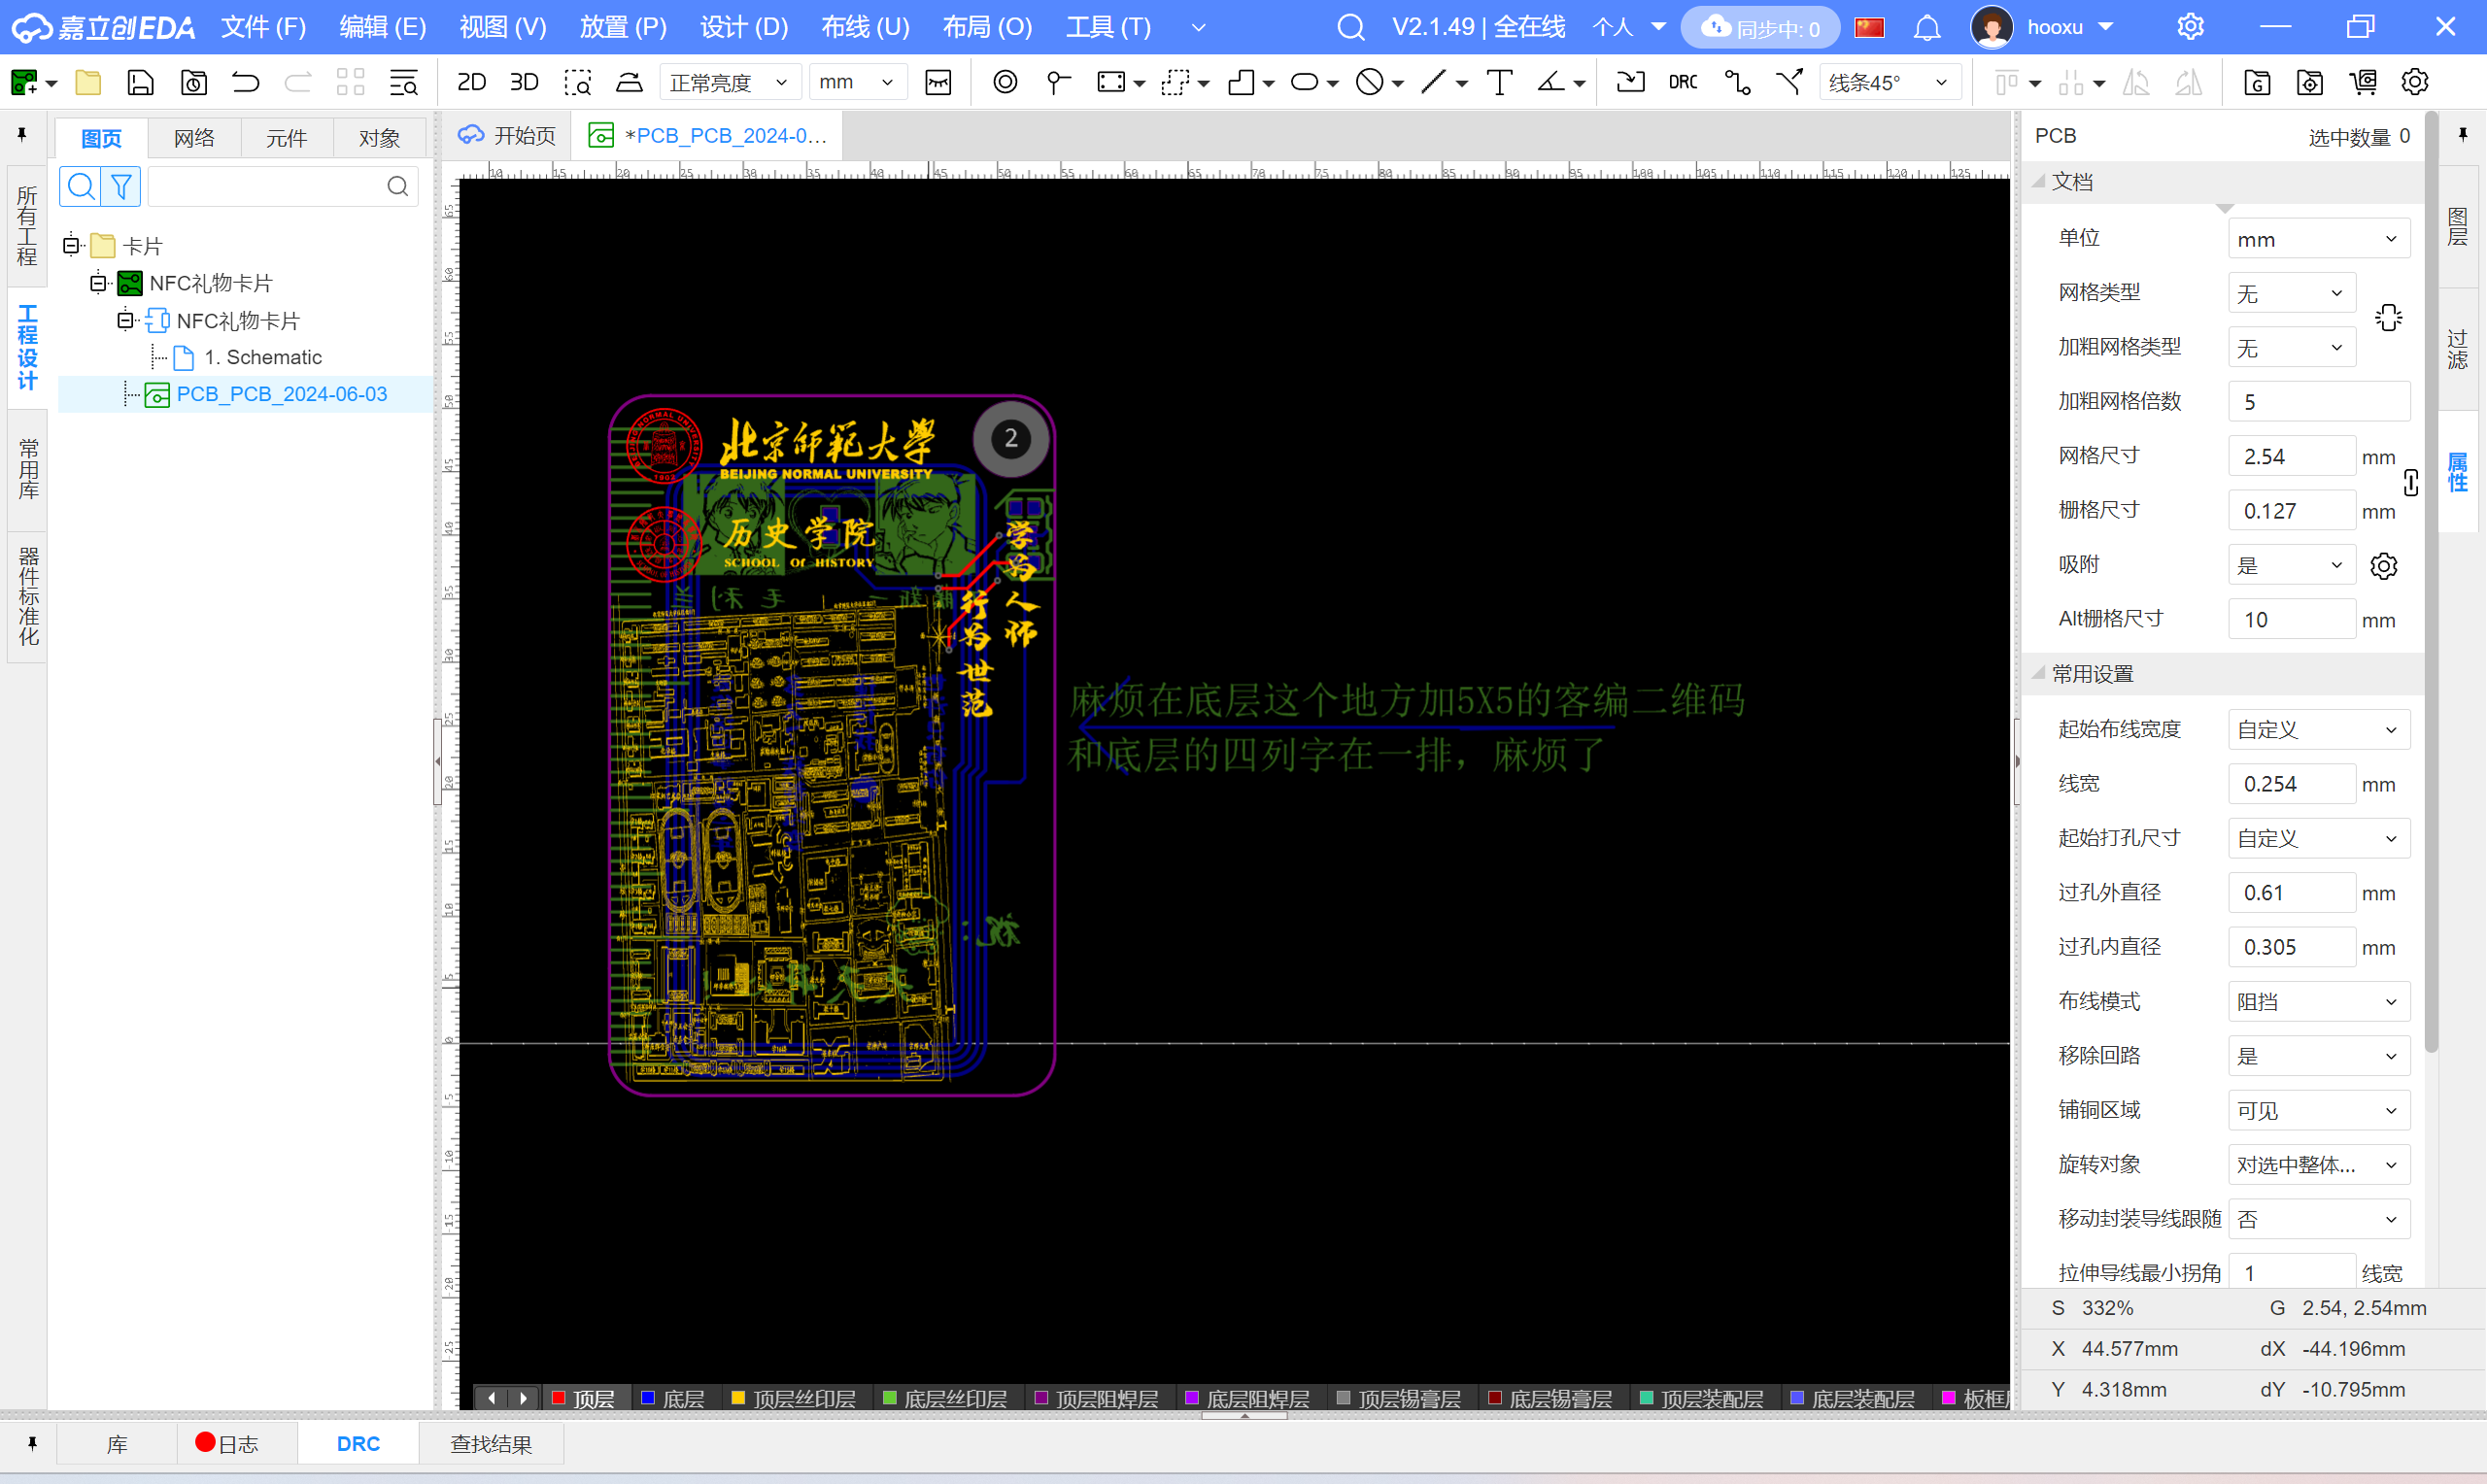 嘉立创EDA 文件 (F) 编辑 (E) 视图 (V) 放置 (P) 设计 (D) 布线 (U) 布局 (O) 工具 (T) V2.1.49 | 全在线 个人 同步中: 0 hooxu
2D 3D 正常亮度 mm DRC 线条45°
图页 网络 元件 对象
开始页 *PCB_PCB_2024-0...
所有工程
工程设计
常用库
器件标准化
卡片
NFC礼物卡片
NFC礼物卡片
1. Schematic
PCB_PCB_2024-06-03
BEIJING NORMAL UNIVERSITY
1902
北京师範大學
BEIJING NORMAL UNIVERSITY
2
历史学院
SCHOOL OF HISTORY
学为人师
行为世范
麻烦在底层这个地方加5X5的客编二维码
和底层的四列字在一排，麻烦了
PCB 选中数量 0
文档
单位 mm
网格类型 无
加粗网格类型 无
加粗网格倍数 5
网格尺寸 2.54 mm
栅格尺寸 0.127 mm
吸附 是
Alt栅格尺寸 10 mm
常用设置
起始布线宽度 自定义
线宽 0.254 mm
起始打孔尺寸 自定义
过孔外直径 0.61 mm
过孔内直径 0.305 mm
布线模式 阻挡
移除回路 是
铺铜区域 可见
旋转对象 对选中整体...
移动封装导线跟随 否
拉伸导线最小拐角 1 线宽
S 332% G 2.54, 2.54mm
X 44.577mm dX -44.196mm
Y 4.318mm dY -10.795mm
图层
过滤
属性
顶层 底层 顶层丝印层 底层丝印层 顶层阻焊层 底层阻焊层 顶层锡膏层 底层锡膏层 顶层装配层 底层装配层 板框
库 日志 DRC 查找结果